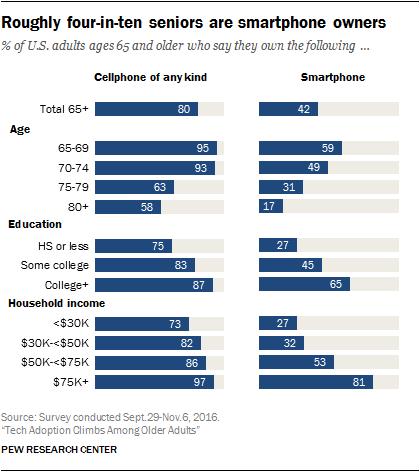 Roughly four-in-ten seniors are smartphone owners
% of U.S. adults ages 65 and older who say they own the following ...
Cellphone of any kind Smartphone
Total 65+ 80 42
Age
65-69 95 59
70-74 93 49
75-79 63 31
80+ 58 17
Education
HS or less 75 27
Some college 83 45
College+ 87 65
Household income
<$30K 73 27
$30K-<$50K 82 32
$50K-<$75K 86 53
$75K+ 97 81
Source: Survey conducted Sept.29-Nov.6, 2016.
"Tech Adoption Climbs Among Older Adults"
PEW RESEARCH CENTER